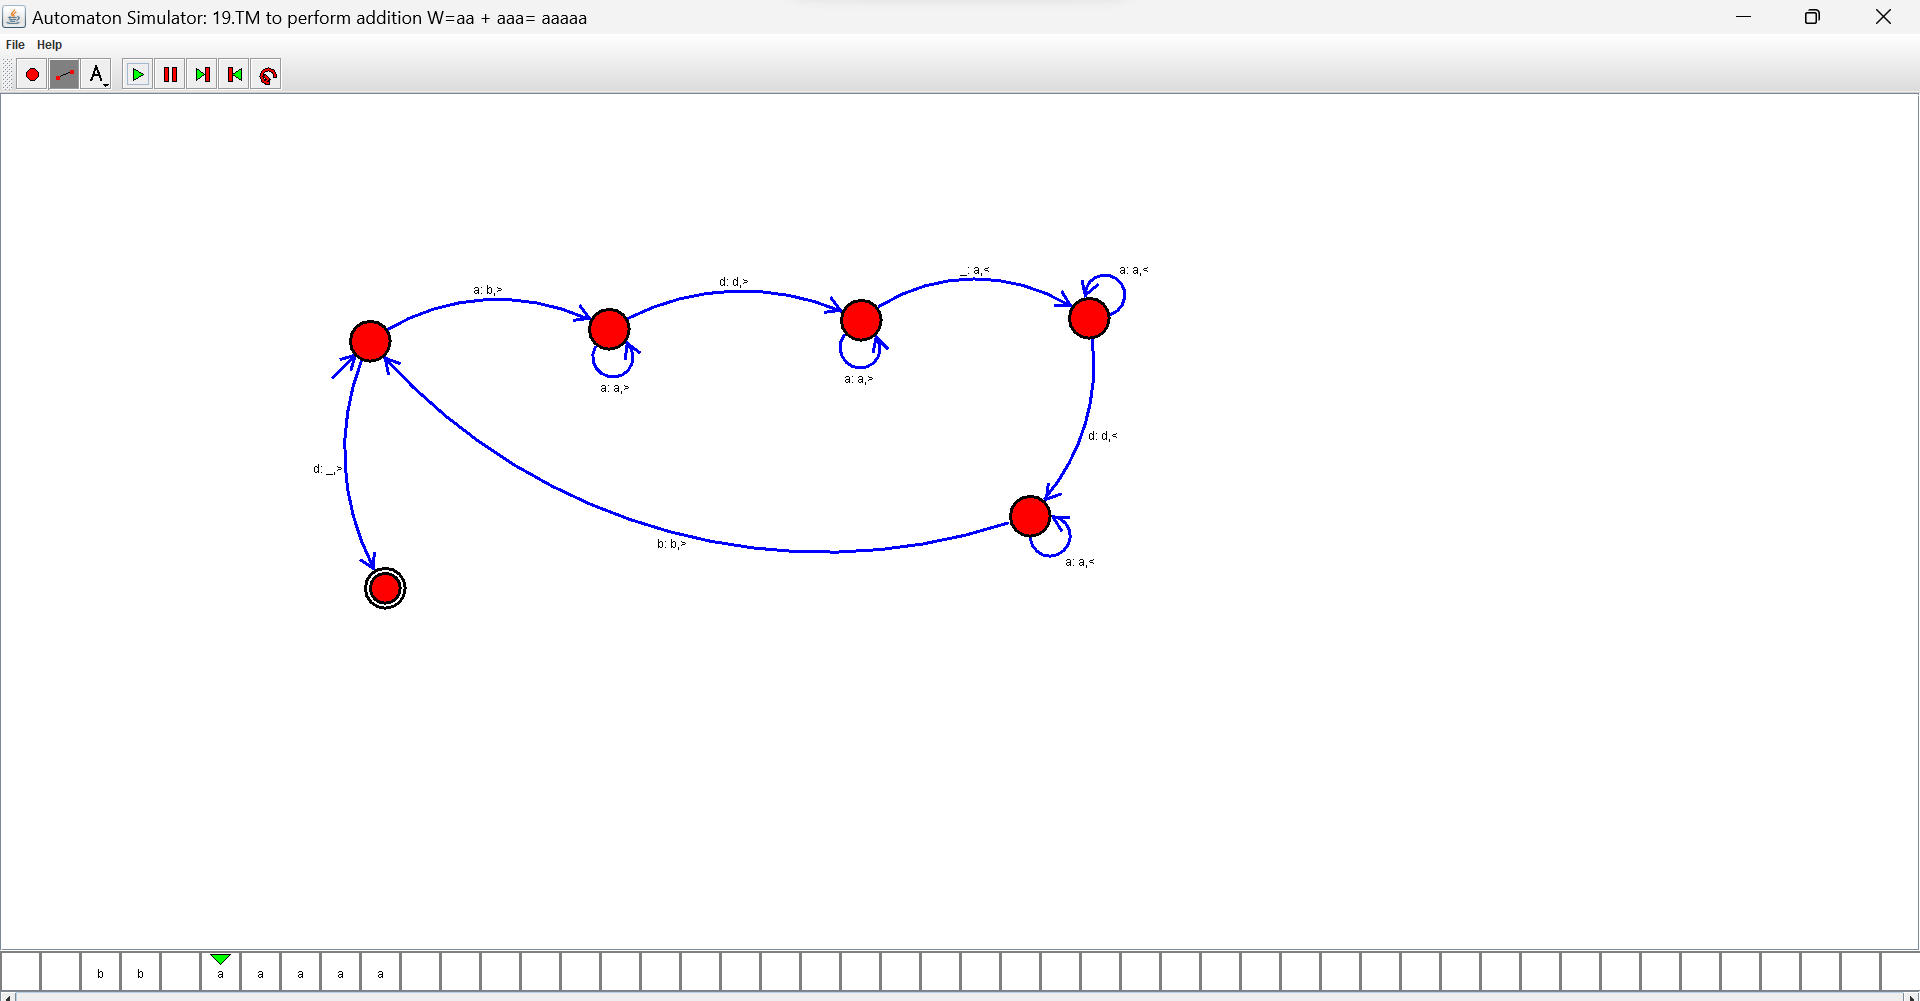 Automaton Simulator: 19.TM to perform addition W=aa + aaa= aaaaa
File Help
A
_: a,<
a: a,<
d: d,>
a: b,>
a: a,>
a: a,>
d: d,<
d: _,>
b: b,>
a: a,<
b b a a a a a